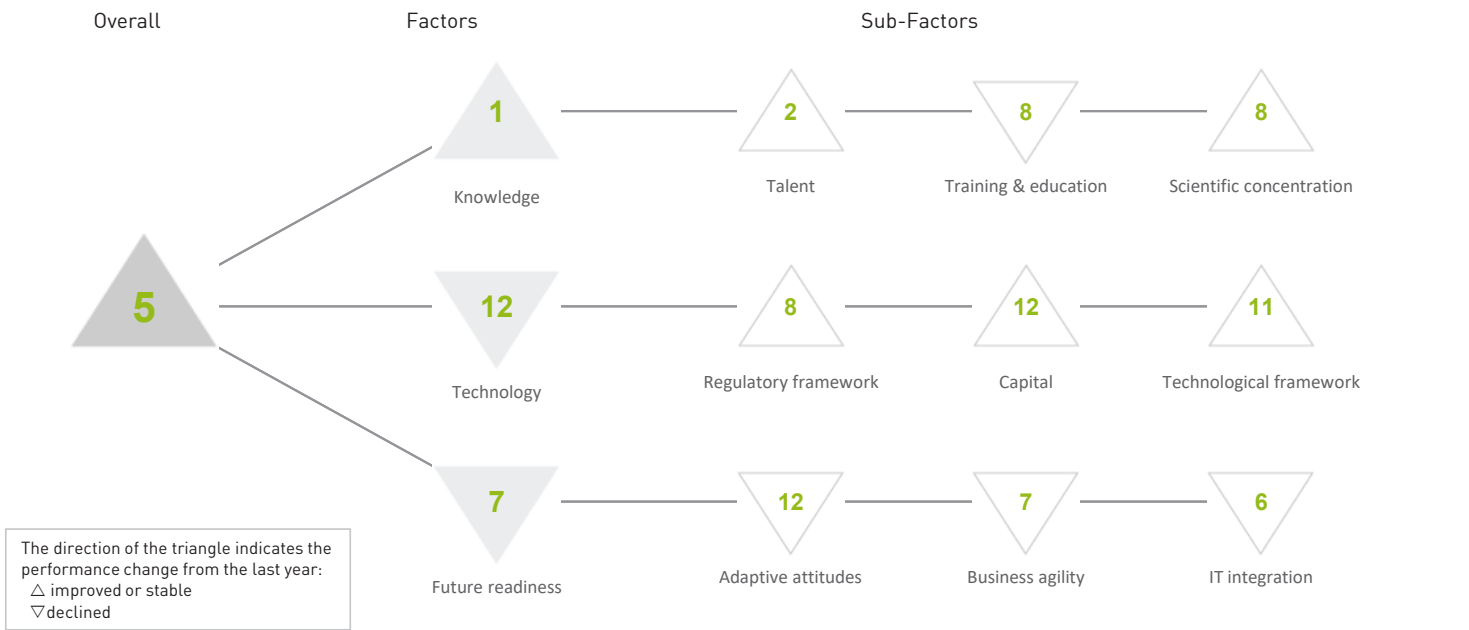 Overall
Factors
Sub-Factors
1
2
8
8
Knowledge
Talent
Training & education
Scientific concentration
5
12
8
12
11
Technology
Regulatory framework
Capital
Technological framework
7
12
7
6
Future readiness
Adaptive attitudes
Business agility
IT integration
The direction of the triangle indicates the
performance change from the last year:
△ improved or stable
▽ declined